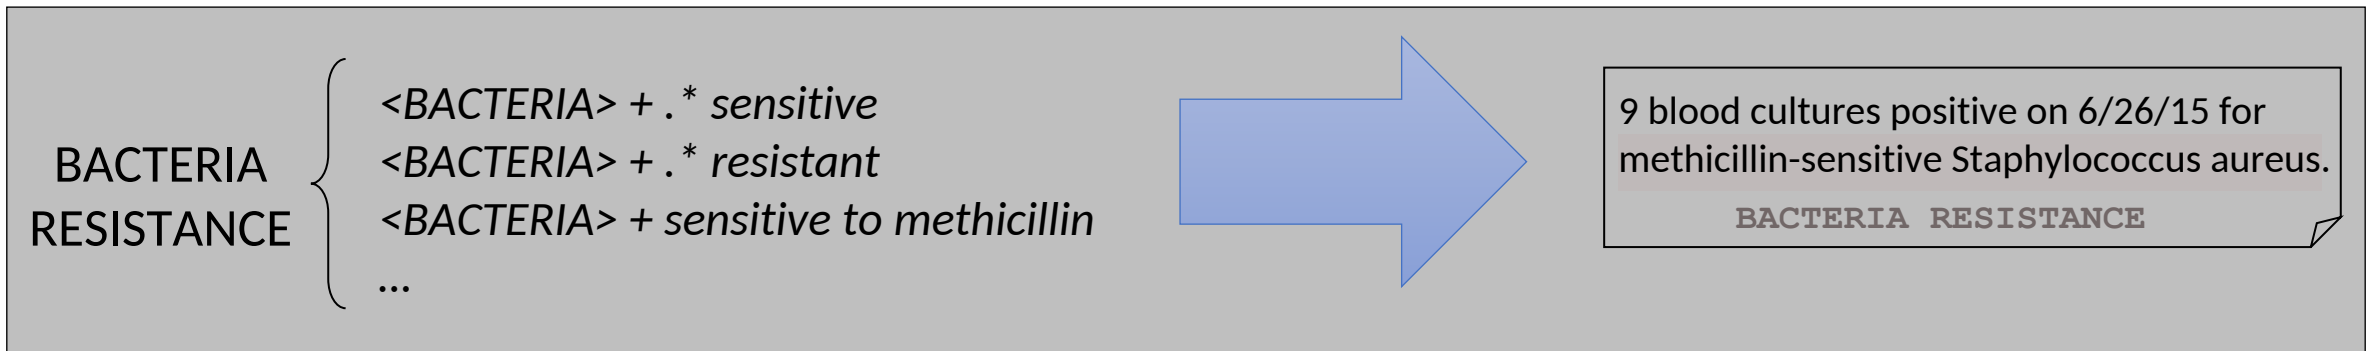 BACTERIA
RESISTANCE
<BACTERIA> + .* sensitive
<BACTERIA> + .* resistant
<BACTERIA> + sensitive to methicillin
...
9 blood cultures positive on 6/26/15 for
methicillin-sensitive Staphylococcus aureus.
BACTERIA RESISTANCE